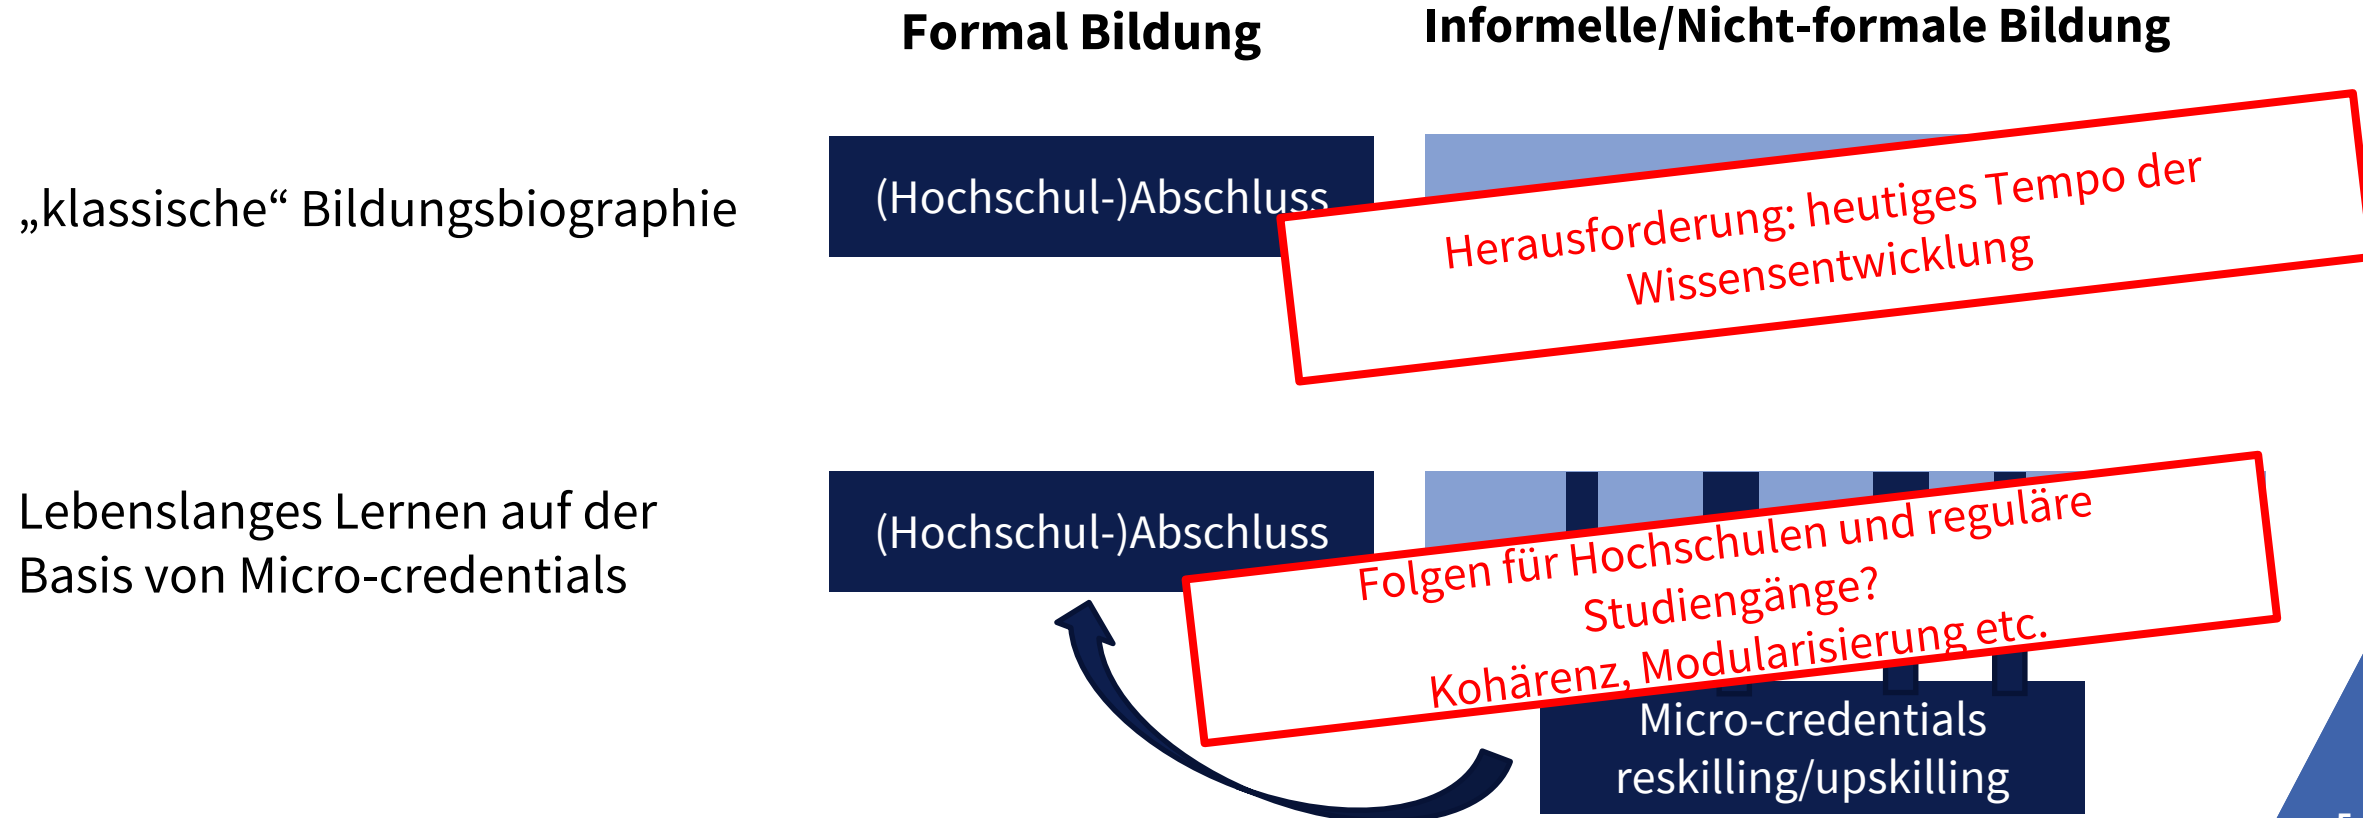 Formal Bildung
Informelle/Nicht-formale Bildung
„klassische“ Bildungsbiographie
(Hochschul-)Abschluss
Herausforderung: heutiges Tempo der
Wissensentwicklung
Lebenslanges Lernen auf der
Basis von Micro-credentials
(Hochschul-)Abschluss
Folgen für Hochschulen und reguläre
Studiengänge?
Kohärenz, Modularisierung etc.
Micro-credentials
reskilling/upskilling